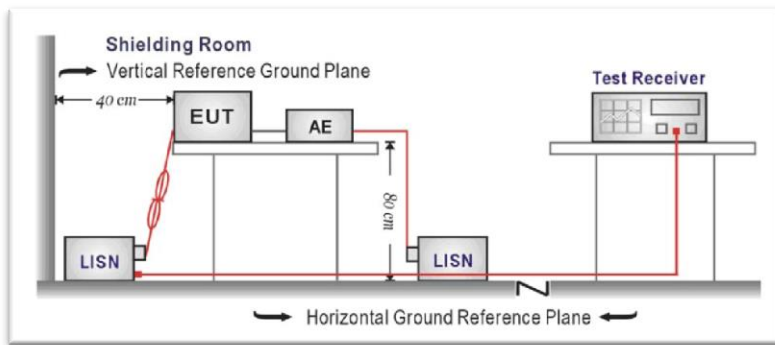 Shielding Room
Vertical Reference Ground Plane
40 cm
EUT
AE
Test Receiver
80 cm
LISN
LISN
Horizontal Ground Reference Plane